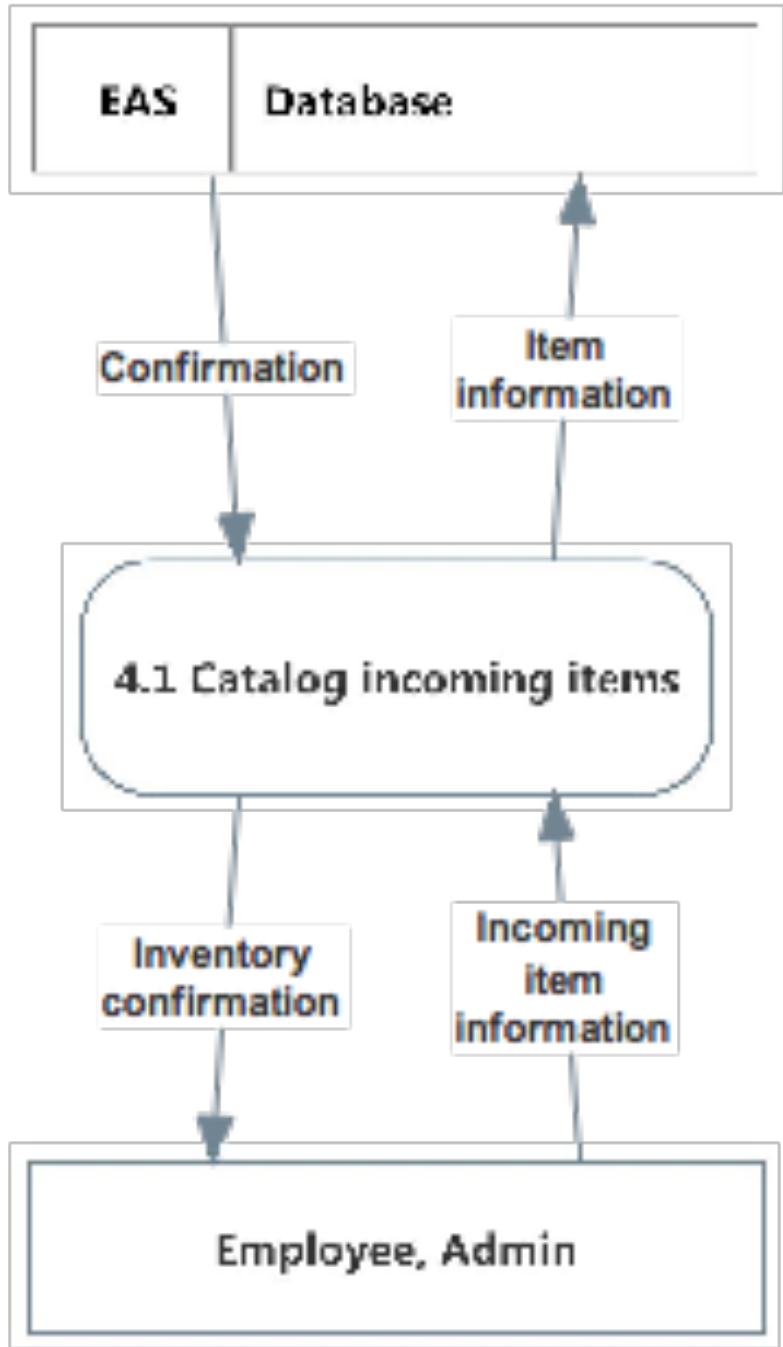 EAS Database
Confirmation
Item
information
4.1 Catalog incoming items
Inventory
confirmation
Incoming
item
information
Employee, Admin